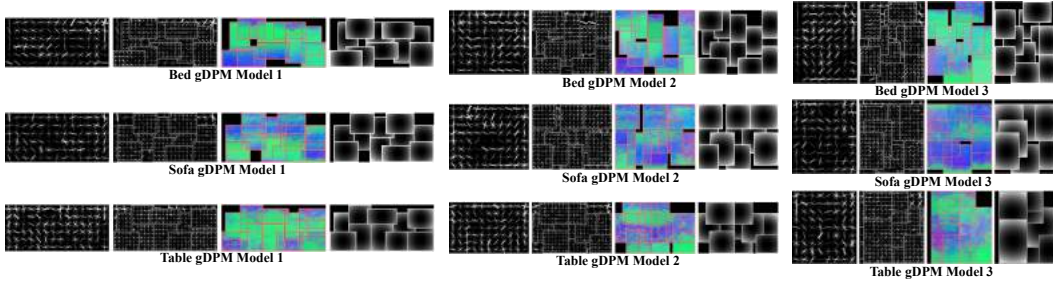 Bed gDPM Model 1
Bed gDPM Model 2
Bed gDPM Model 3
Sofa gDPM Model 1
Sofa gDPM Model 2
Sofa gDPM Model 3
Table gDPM Model 1
Table gDPM Model 2
Table gDPM Model 3